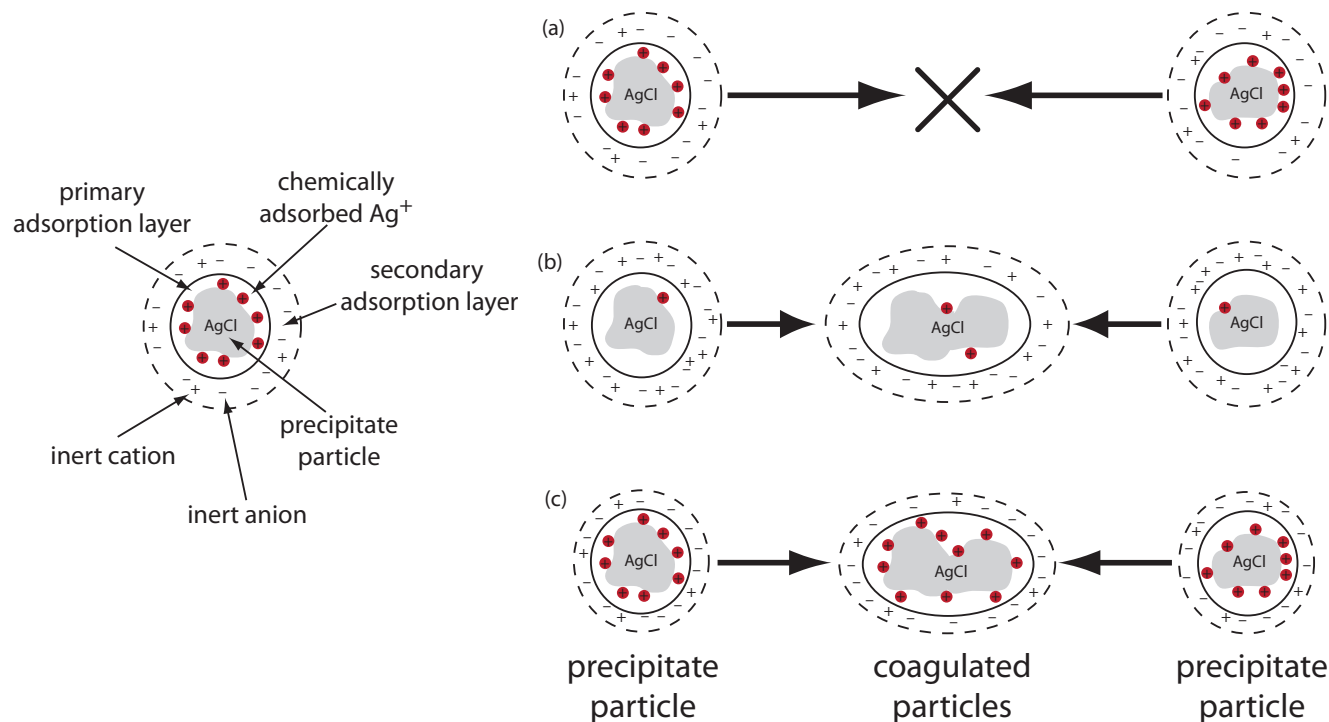 primary
adsorption layer
chemically
adsorbed Ag+
secondary
adsorption layer
AgCl
inert cation
inert anion
precipitate
particle
(a)
AgCl
AgCl
(b)
AgCl
AgCl
AgCl
(c)
AgCl
AgCl
AgCl
precipitate
particle
coagulated
particles
precipitate
particle